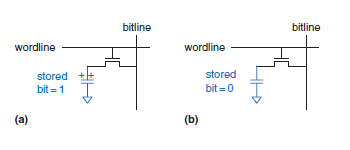 bitline
wordline
stored ++
bit = 1
(a)
bitline
wordline
stored
bit = 0
(b)